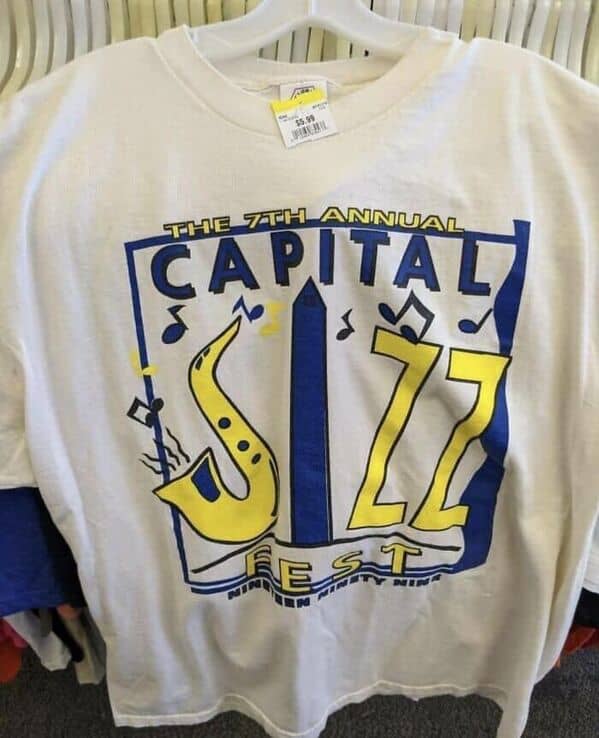 $5.99
THE 7TH ANNUAL
CAPITAL
JAZZ
FEST
NINETEEN NINETY NINE